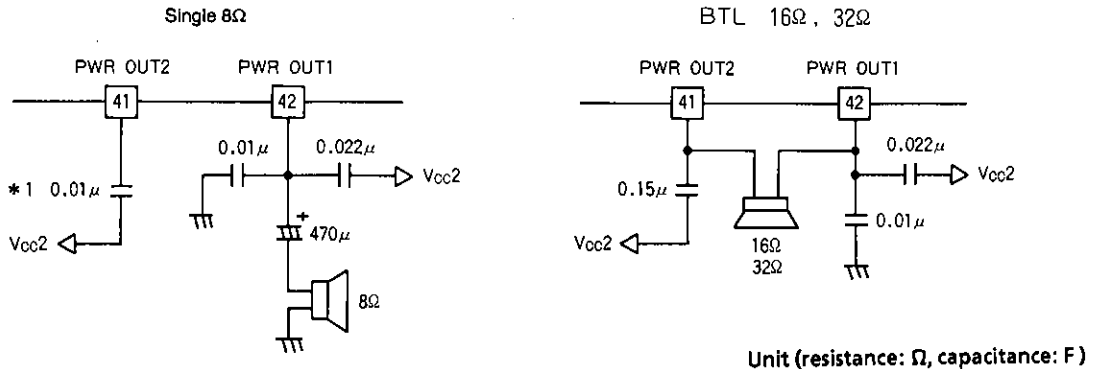 Single 8Ω
PWR OUT2 PWR OUT1
41 42
0.01μ 0.022μ
Vcc2
*1 0.01μ
Vcc2
+
470μ
8Ω
BTL 16Ω, 32Ω
PWR OUT2 PWR OUT1
41 42
0.022μ
Vcc2
0.15μ
0.01μ
Vcc2
16Ω
32Ω
Unit (resistance: Ω, capacitance: F)